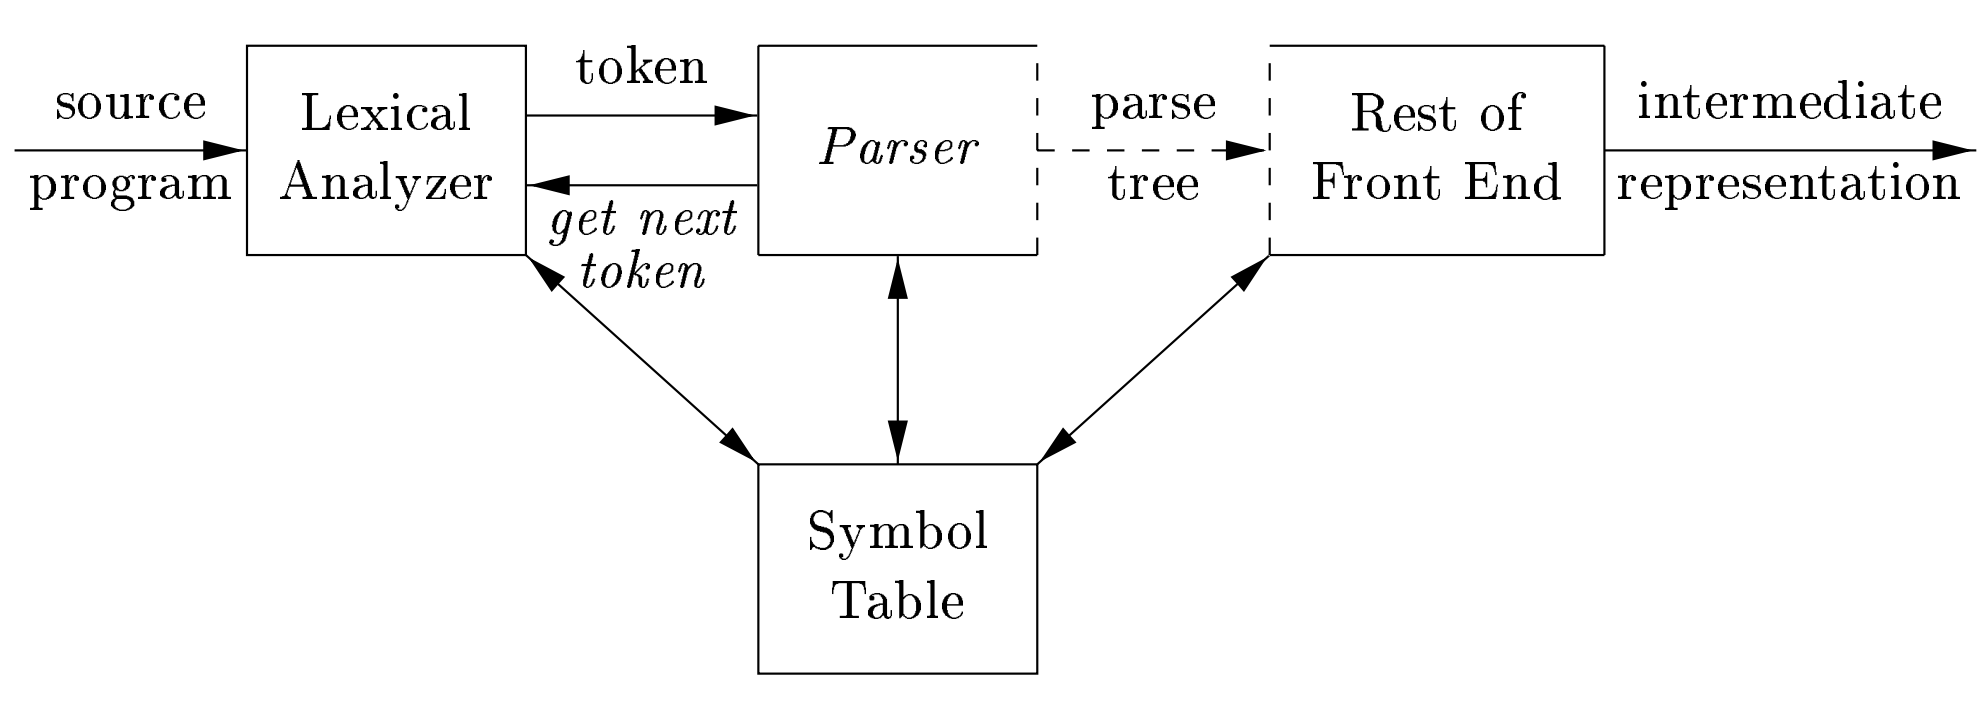 source
program
Lexical
Analyzer
token
get next
token
Parser
parse
tree
Rest of
Front End
intermediate
representation
Symbol
Table